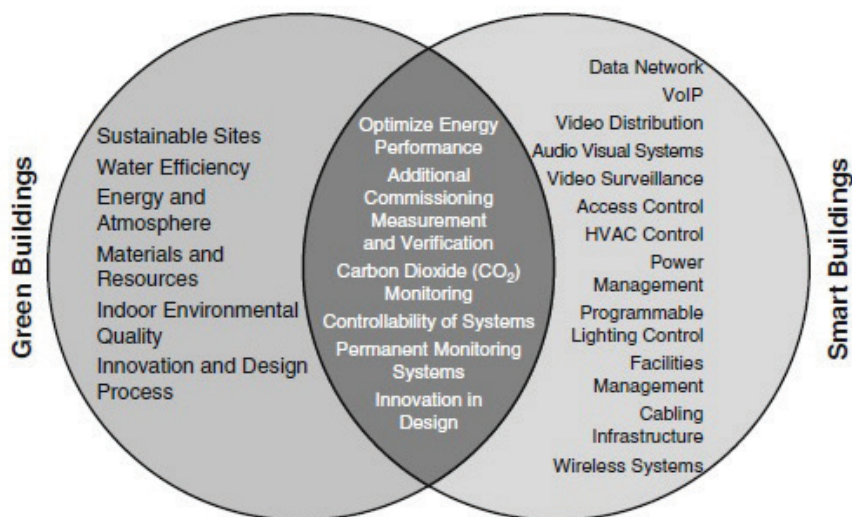 Green Buildings
Sustainable Sites
Water Efficiency
Energy and
Atmosphere
Materials and
Resources
Indoor Environmental
Quality
Innovation and Design
Process
Optimize Energy
Performance
Additional
Commissioning
Measurement
and Verification
Carbon Dioxide (CO₂)
Monitoring
Controllability of Systems
Permanent Monitoring
Systems
Innovation in
Design
Data Network
VoIP
Video Distribution
Audio Visual Systems
Video Surveillance
Access Control
HVAC Control
Power
Management
Programmable
Lighting Control
Facilities
Management
Cabling
Infrastructure
Wireless Systems
Smart Buildings